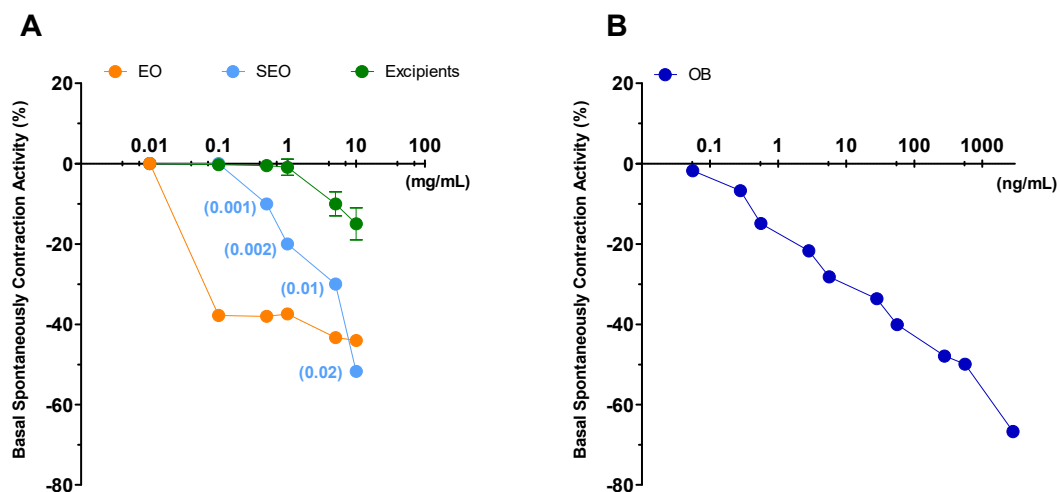 A
EO SEO Excipients
Basal Spontaneously Contraction Activity (%)
20
0
-20
-40
-60
-80
0.01 0.1 1 10 100
(mg/mL)
(0.001)
(0.002)
(0.01)
(0.02)
B
OB
Basal Spontaneously Contraction Activity (%)
20
0
-20
-40
-60
-80
0.1 1 10 100 1000
(ng/mL)